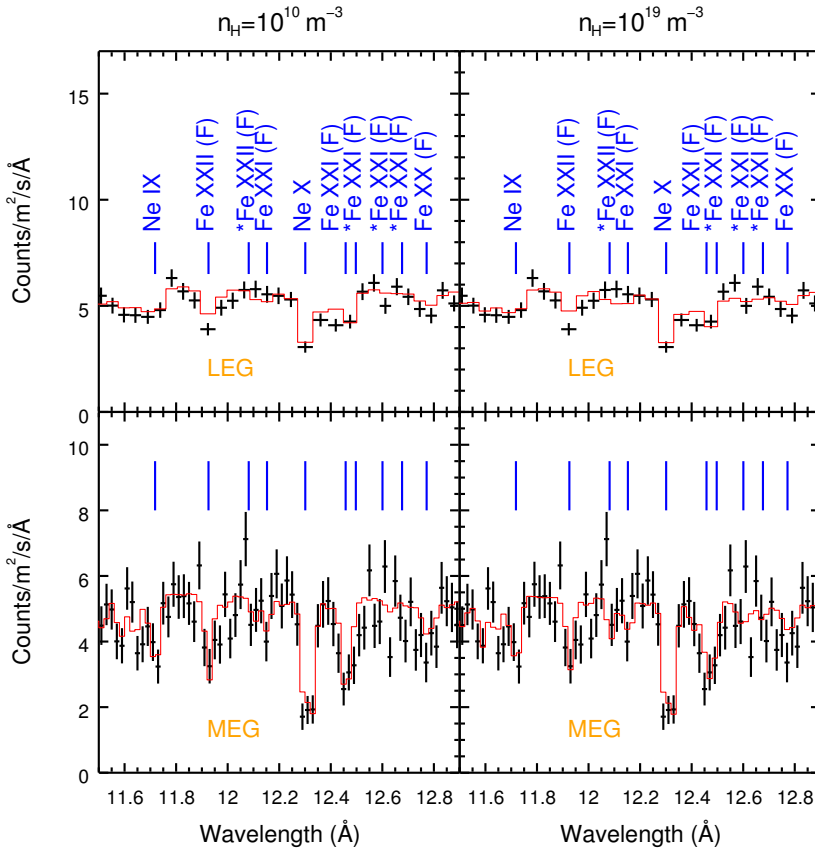 n_H=10^10 m^−3
n_H=10^19 m^−3
Counts/m²/s/Å
17
10
5
0
Ne IX
Fe XXII (F)
*Fe XXII (F)
Fe XXI (F)
Ne X
Fe XXI (F)
*Fe XXI (F)
*Fe XXI (F)
*Fe XXI (F)
Fe XX (F)
LEG
Ne IX
Fe XXII (F)
*Fe XXII (F)
Fe XXI (F)
Ne X
Fe XXI (F)
*Fe XXI (F)
*Fe XXI (F)
*Fe XXI (F)
Fe XX (F)
LEG
Counts/m²/s/Å
10
8
6
4
2
0
MEG
MEG
11.6 11.8 12 12.2 12.4 12.6 12.8
11.6 11.8 12 12.2 12.4 12.6 12.8
Wavelength (Å)
Wavelength (Å)